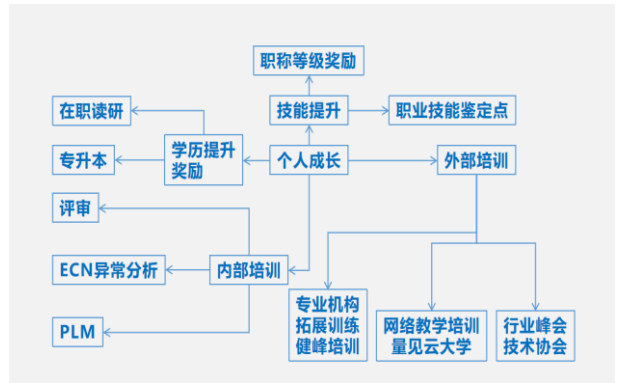 职称等级奖励
在职读研
技能提升
职业技能鉴定点
学历提升
奖励
专升本
个人成长
外部培训
评审
ECN异常分析
内部培训
专业机构
拓展训练
健峰培训
网络教学培训
量见云大学
行业峰会
技术协会
PLM